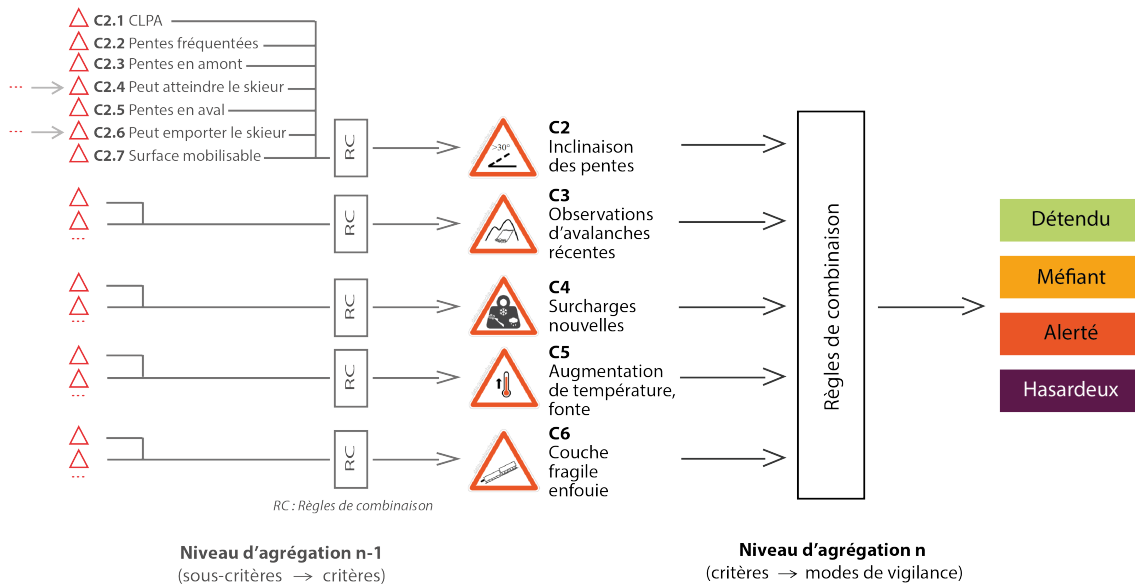 C2.1 CLPA
C2.2 Pentes fréquentées
C2.3 Pentes en amont
... C2.4 Peut atteindre le skieur
C2.5 Pentes en aval
... C2.6 Peut emporter le skieur
C2.7 Surface mobilisable
RC
>30°
C2
Inclinaison
des pentes
...
RC
C3
Observations
d’avalanches
récentes
...
RC
C4
Surcharges
nouvelles
...
RC
C5
Augmentation
de température,
fonte
...
RC
C6
Couche
fragile
enfouie
RC : Règles de combinaison
Règles de combinaison
Détendu
Méfiant
Alerté
Hasardeux
Niveau d’agrégation n-1
(sous-critères → critères)
Niveau d’agrégation n
(critères → modes de vigilance)